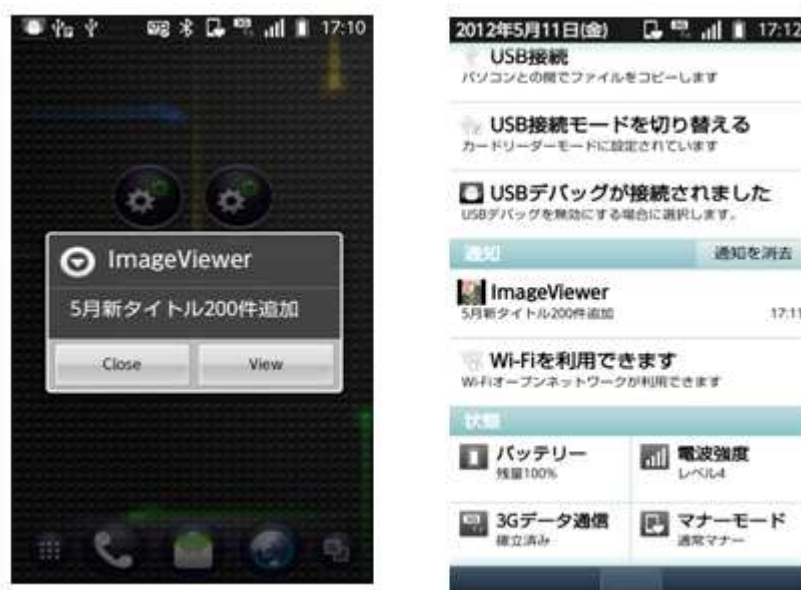 17:10
ImageViewer
5月新タイトル200件追加
Close
View
2012年5月11日(金)
17:12
USB接続
パソコンとの間でファイルをコピーします
USB接続モードを切り替える
カードリーダーモードに設定されています
USBデバッグが接続されました
USBデバッグを無効にする場合に選択します。
通知
通知を消去
ImageViewer
5月新タイトル200件追加
17:11
Wi-Fiを利用できます
Wi-Fiオープンネットワークが利用できます
状態
バッテリー
残量100%
電波強度
レベル4
3Gデータ通信
確立済み
マナーモード
通常マナー